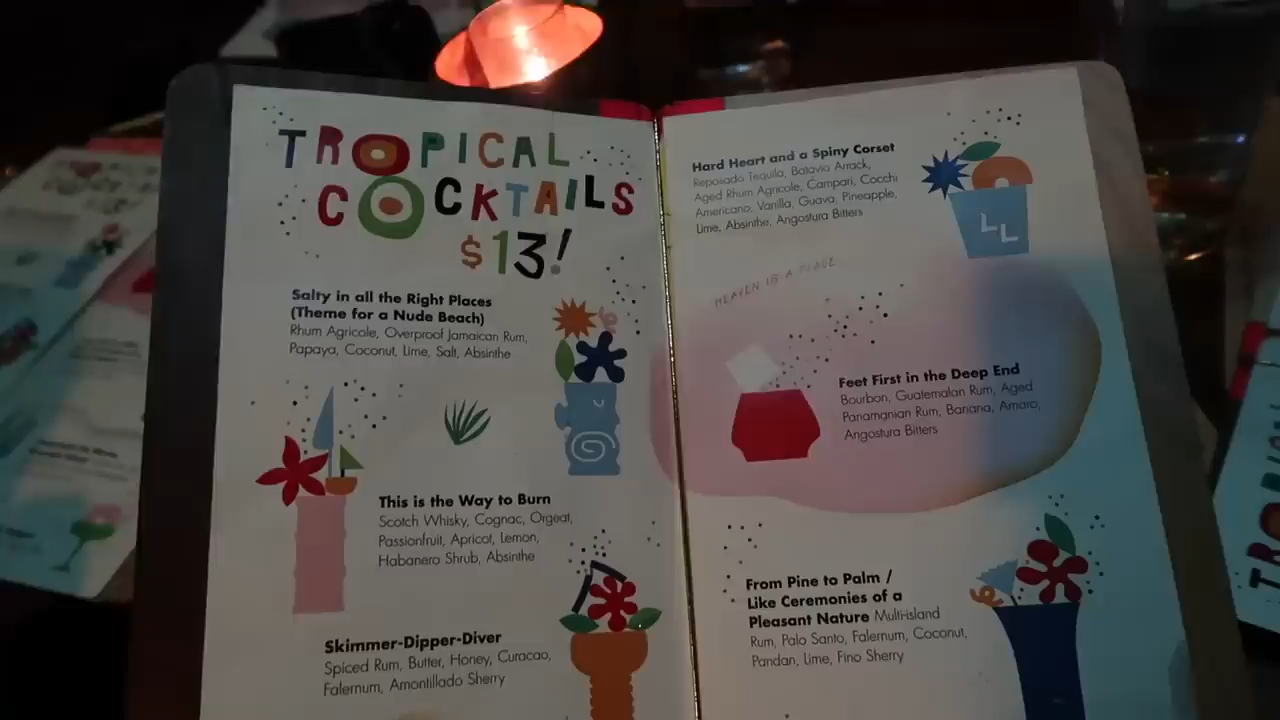 TROPICAL
COCKTAILS
$13!
Salty in all the Right Places
(Theme for a Nude Beach)
Rhum Agricole, Overproof Jamaican Rum,
Papaya, Coconut, Lime, Salt, Absinthe
This is the Way to Burn
Scotch Whisky, Cognac, Orgeat,
Passionfruit, Apricot, Lemon,
Habanero Shrub, Absinthe
Skimmer-Dipper-Diver
Spiced Rum, Butter, Honey, Curacao,
Falernum, Amontillado Sherry
Hard Heart and a Spiny Corset
Reposado Tequila, Batavia Arrack,
Aged Rhum Agricole, Campari, Cocchi
Americano, Vanilla, Guava, Pineapple,
Lime, Absinthe, Angostura Bitters
LL
HEAVEN IS A PLACE
Feet First in the Deep End
Bourbon, Guatemalan Rum, Aged
Panamanian Rum, Banana, Amaro,
Angostura Bitters
From Pine to Palm /
Like Ceremonies of a
Pleasant Nature Multi-island
Rum, Palo Santo, Falernum, Coconut,
Pandan, Lime, Fino Sherry